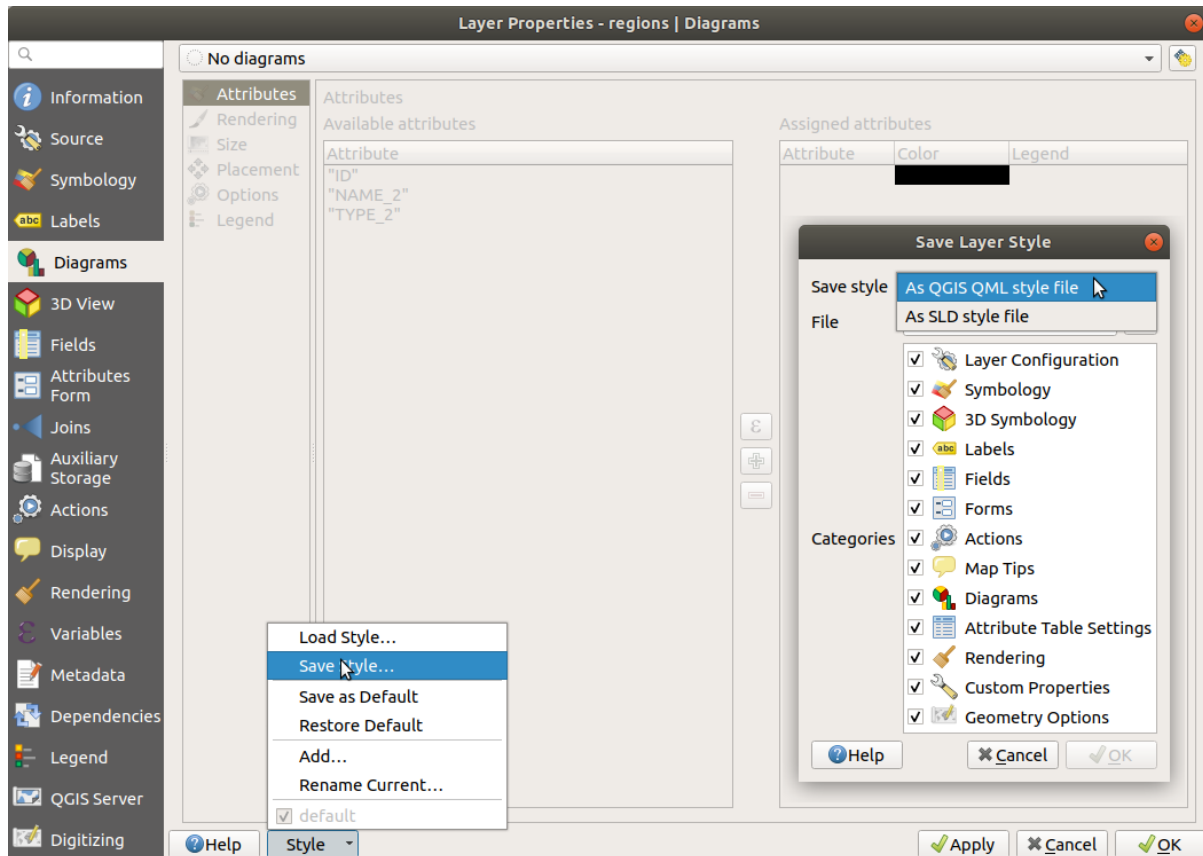 Layer Properties - regions | Diagrams
No diagrams
Information
Source
Symbology
abc Labels
Diagrams
3D View
Fields
Attributes
Form
Joins
Auxiliary
Storage
Actions
Display
Rendering
Variables
Metadata
Dependencies
Legend
QGIS Server
Digitizing
Attributes
Rendering
Size
Placement
Options
Legend
Attributes
Available attributes
Attribute
"ID"
"NAME_2"
"TYPE_2"
ε
Assigned attributes
Attribute Color Legend
Save Layer Style
Save style As QGIS QML style file
As SLD style file
File
Categories
Layer Configuration
Symbology
3D Symbology
abc Labels
Fields
Forms
Actions
Map Tips
Diagrams
Attribute Table Settings
Rendering
Custom Properties
Geometry Options
Help Cancel OK
Load Style...
Save Style...
Save as Default
Restore Default
Add...
Rename Current...
default
Help Style Apply Cancel OK